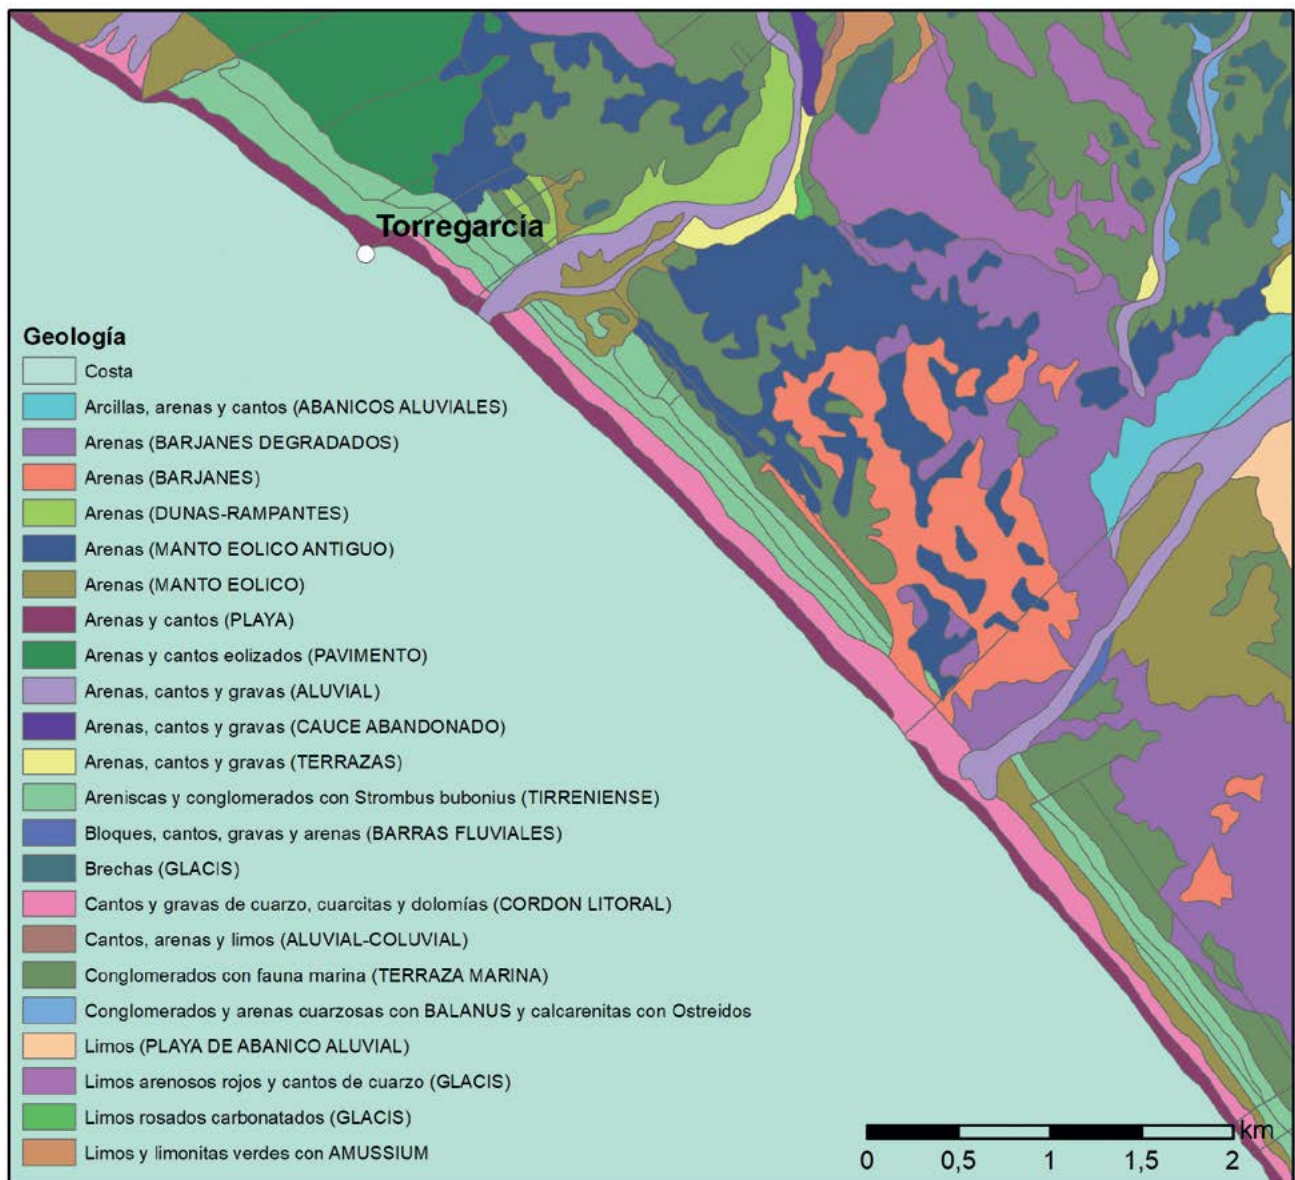 Torregarcía
Geología
Costa
Arcillas, arenas y cantos (ABANICOS ALUVIALES)
Arenas (BARJANES DEGRADADOS)
Arenas (BARJANES)
Arenas (DUNAS-RAMPANTES)
Arenas (MANTO EOLICO ANTIGUO)
Arenas (MANTO EOLICO)
Arenas y cantos (PLAYA)
Arenas y cantos eolizados (PAVIMENTO)
Arenas, cantos y gravas (ALUVIAL)
Arenas, cantos y gravas (CAUCE ABANDONADO)
Arenas, cantos y gravas (TERRAZAS)
Areniscas y conglomerados con Strombus bubonius (TIRRENIENSE)
Bloques, cantos, gravas y arenas (BARRAS FLUVIALES)
Brechas (GLACIS)
Cantos y gravas de cuarzo, cuarcitas y dolomías (CORDON LITORAL)
Cantos, arenas y limos (ALUVIAL-COLUVIAL)
Conglomerados con fauna marina (TERRAZA MARINA)
Conglomerados y arenas cuarzosas con BALANUS y calcarenitas con Ostreidos
Limos (PLAYA DE ABANICO ALUVIAL)
Limos arenosos rojos y cantos de cuarzo (GLACIS)
Limos rosados carbonatados (GLACIS)
Limos y limonitas verdes con AMUSSIUM
km
0 0,5 1 1,5 2